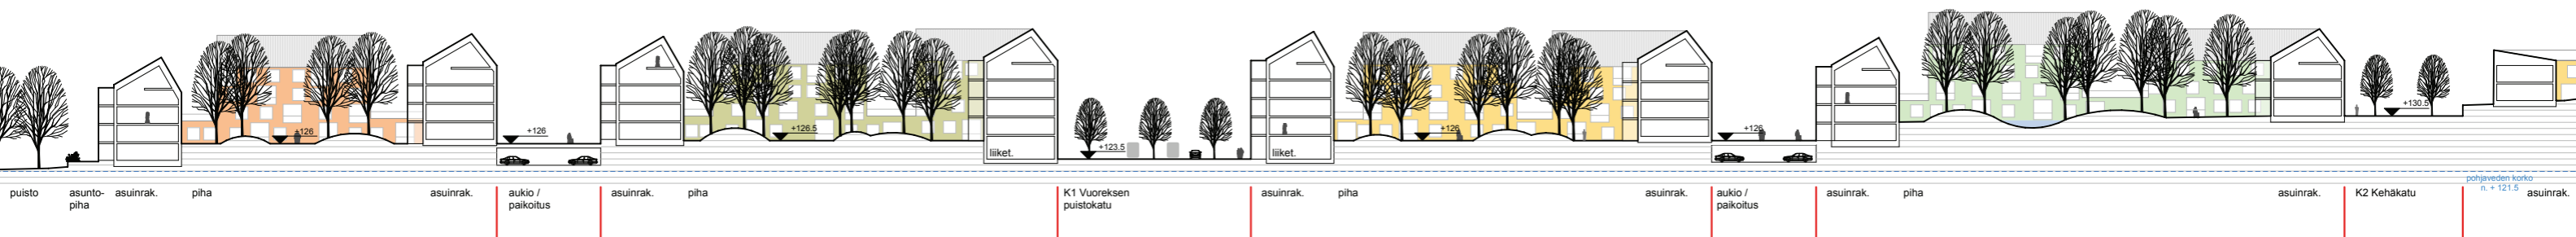 +126
+126
+126.5
liiket.
+123.5
liiket.
+126
+126
+130.5
puisto
asunto-
piha
asuinrak.
piha
asuinrak.
aukio /
paikoitus
asuinrak.
piha
K1 Vuoreksen
puistokatu
asuinrak.
piha
asuinrak.
aukio /
paikoitus
asuinrak.
piha
asuinrak.
K2 Kehäkatu
pohjaveden korko
n. + 121.5
asuinrak.